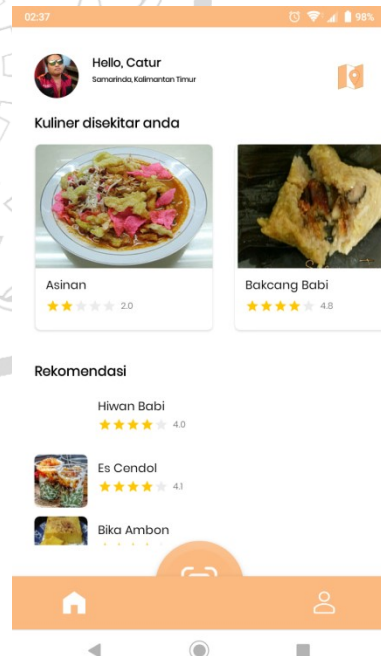 02:37
98%
Hello, Catur
Samarinda, Kalimantan Timur
Kuliner disekitar anda
Asinan
2.0
Bakcang Babi
4.8
Rekomendasi
Hiwan Babi
4.0
Es Cendol
4.1
Bika Ambon